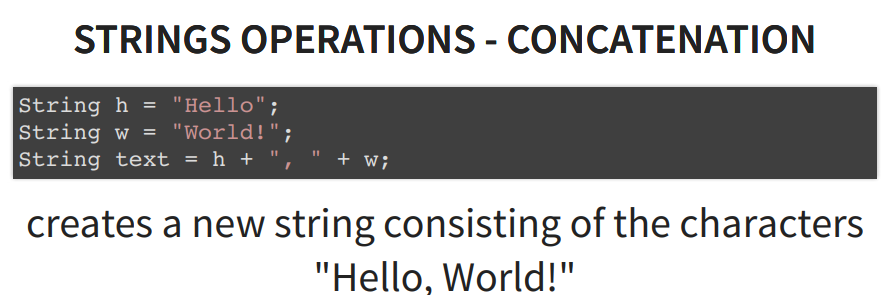 STRINGS OPERATIONS - CONCATENATION
String h = "Hello";
String w = "World!";
String text = h + ", " + w;
creates a new string consisting of the characters
"Hello, World!"